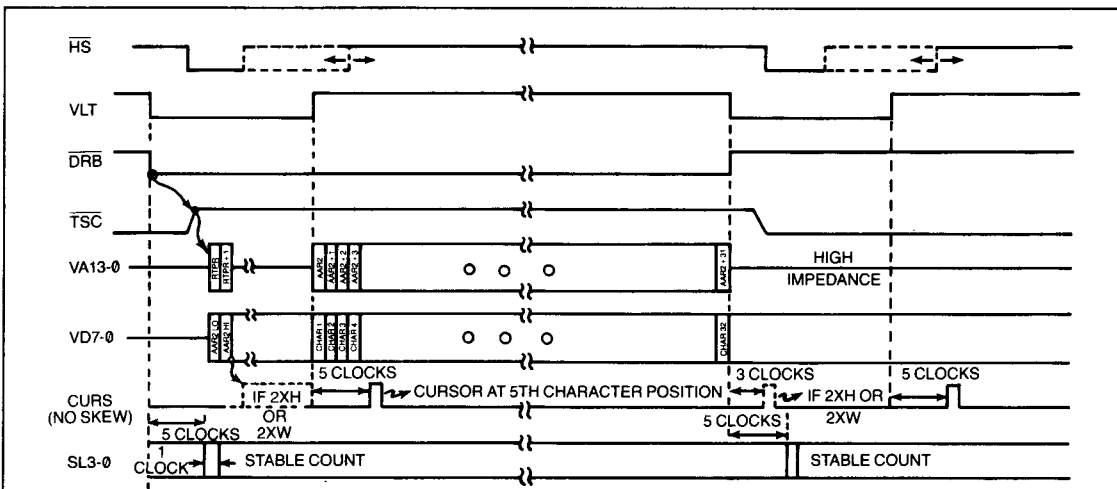 HS
VLT
DRB
TSC
VA13-0
RTPR
RTPR + 1
AAR2
AAR2 + 1
AAR2 + 2
AAR2 + 3
AAR2 + 31
HIGH
IMPEDANCE
VD7-0
AAR2 LO
AAR2 HI
CHAR 1
CHAR 2
CHAR 3
CHAR 4
CHAR 32
5 CLOCKS
3 CLOCKS
5 CLOCKS
CURS
(NO SKEW)
IF 2XH
OR
2XW
CURSOR AT 5TH CHARACTER POSITION
IF 2XH OR
2XW
5 CLOCKS
5 CLOCKS
SL3-0
1
CLOCK
STABLE COUNT
STABLE COUNT